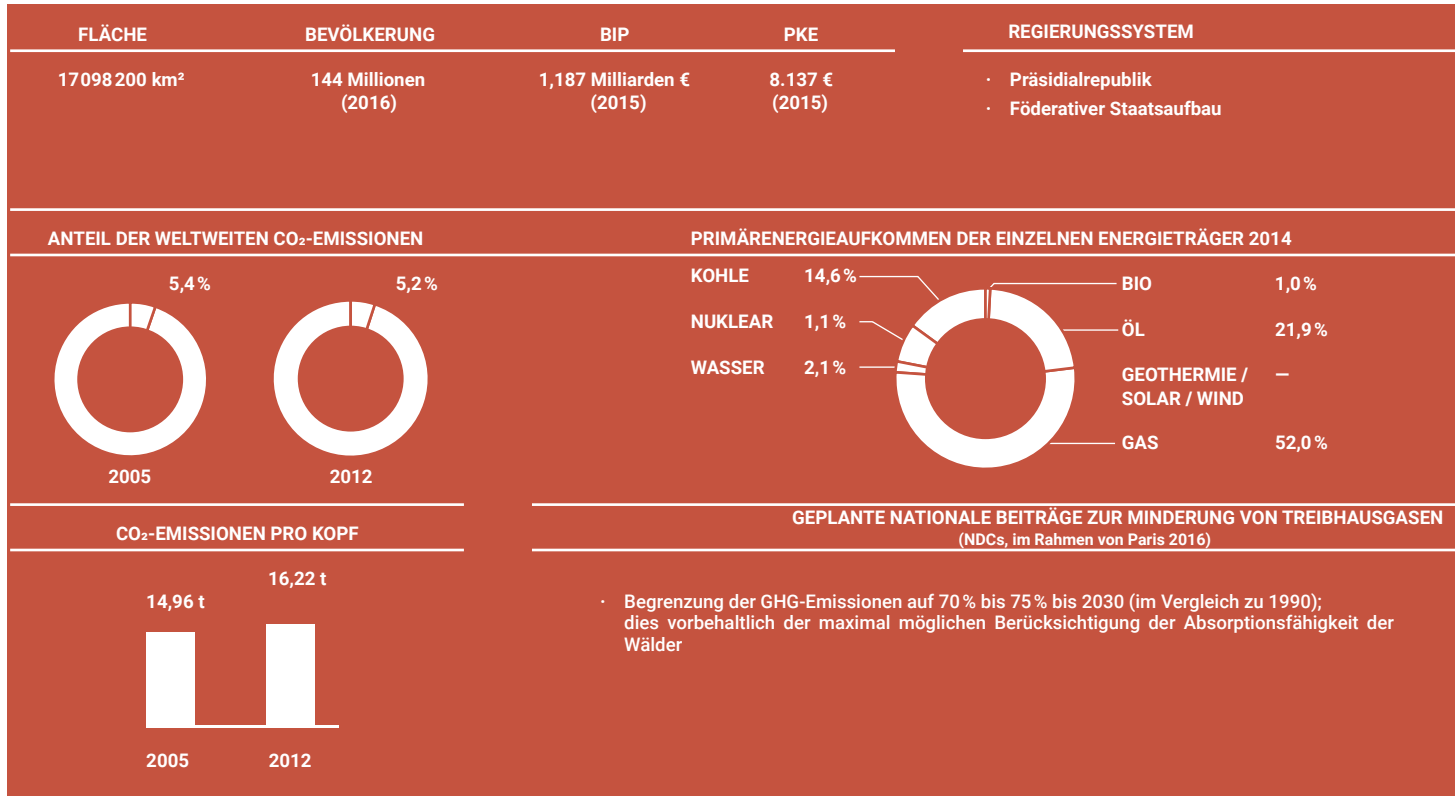 FLÄCHE BEVÖLKERUNG BIP PKE REGIERUNGSSYSTEM
17 098 200 km² 144 Millionen 1,187 Milliarden € 8.137 €
(2016) (2015) (2015)
· Präsidialrepublik
· Föderativer Staatsaufbau
ANTEIL DER WELTWEITEN CO₂-EMISSIONEN
5,4 % 5,2 %
2005 2012
PRIMÄRENERGIEAUFKOMMEN DER EINZELNEN ENERGIETRÄGER 2014
KOHLE 14,6 %
NUKLEAR 1,1 %
WASSER 2,1 %
BIO 1,0 %
ÖL 21,9 %
GEOTHERMIE / –
SOLAR / WIND
GAS 52,0 %
CO₂-EMISSIONEN PRO KOPF
14,96 t 16,22 t
2005 2012
GEPLANTE NATIONALE BEITRÄGE ZUR MINDERUNG VON TREIBHAUSGASEN
(NDCs, im Rahmen von Paris 2016)
· Begrenzung der GHG-Emissionen auf 70 % bis 75 % bis 2030 (im Vergleich zu 1990);
dies vorbehaltlich der maximal möglichen Berücksichtigung der Absorptionsfähigkeit der
Wälder